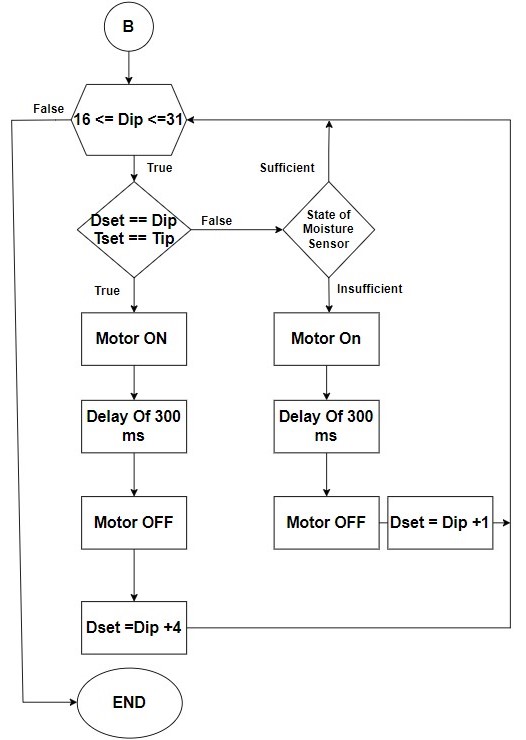 B
False
16 <= Dip <=31
True
Sufficient
Dset == Dip
Tset == Tip
False
State of
Moisture
Sensor
True
Insufficient
Motor ON
Motor On
Delay Of 300
ms
Delay Of 300
ms
Motor OFF
Motor OFF
Dset = Dip +1
Dset =Dip +4
END